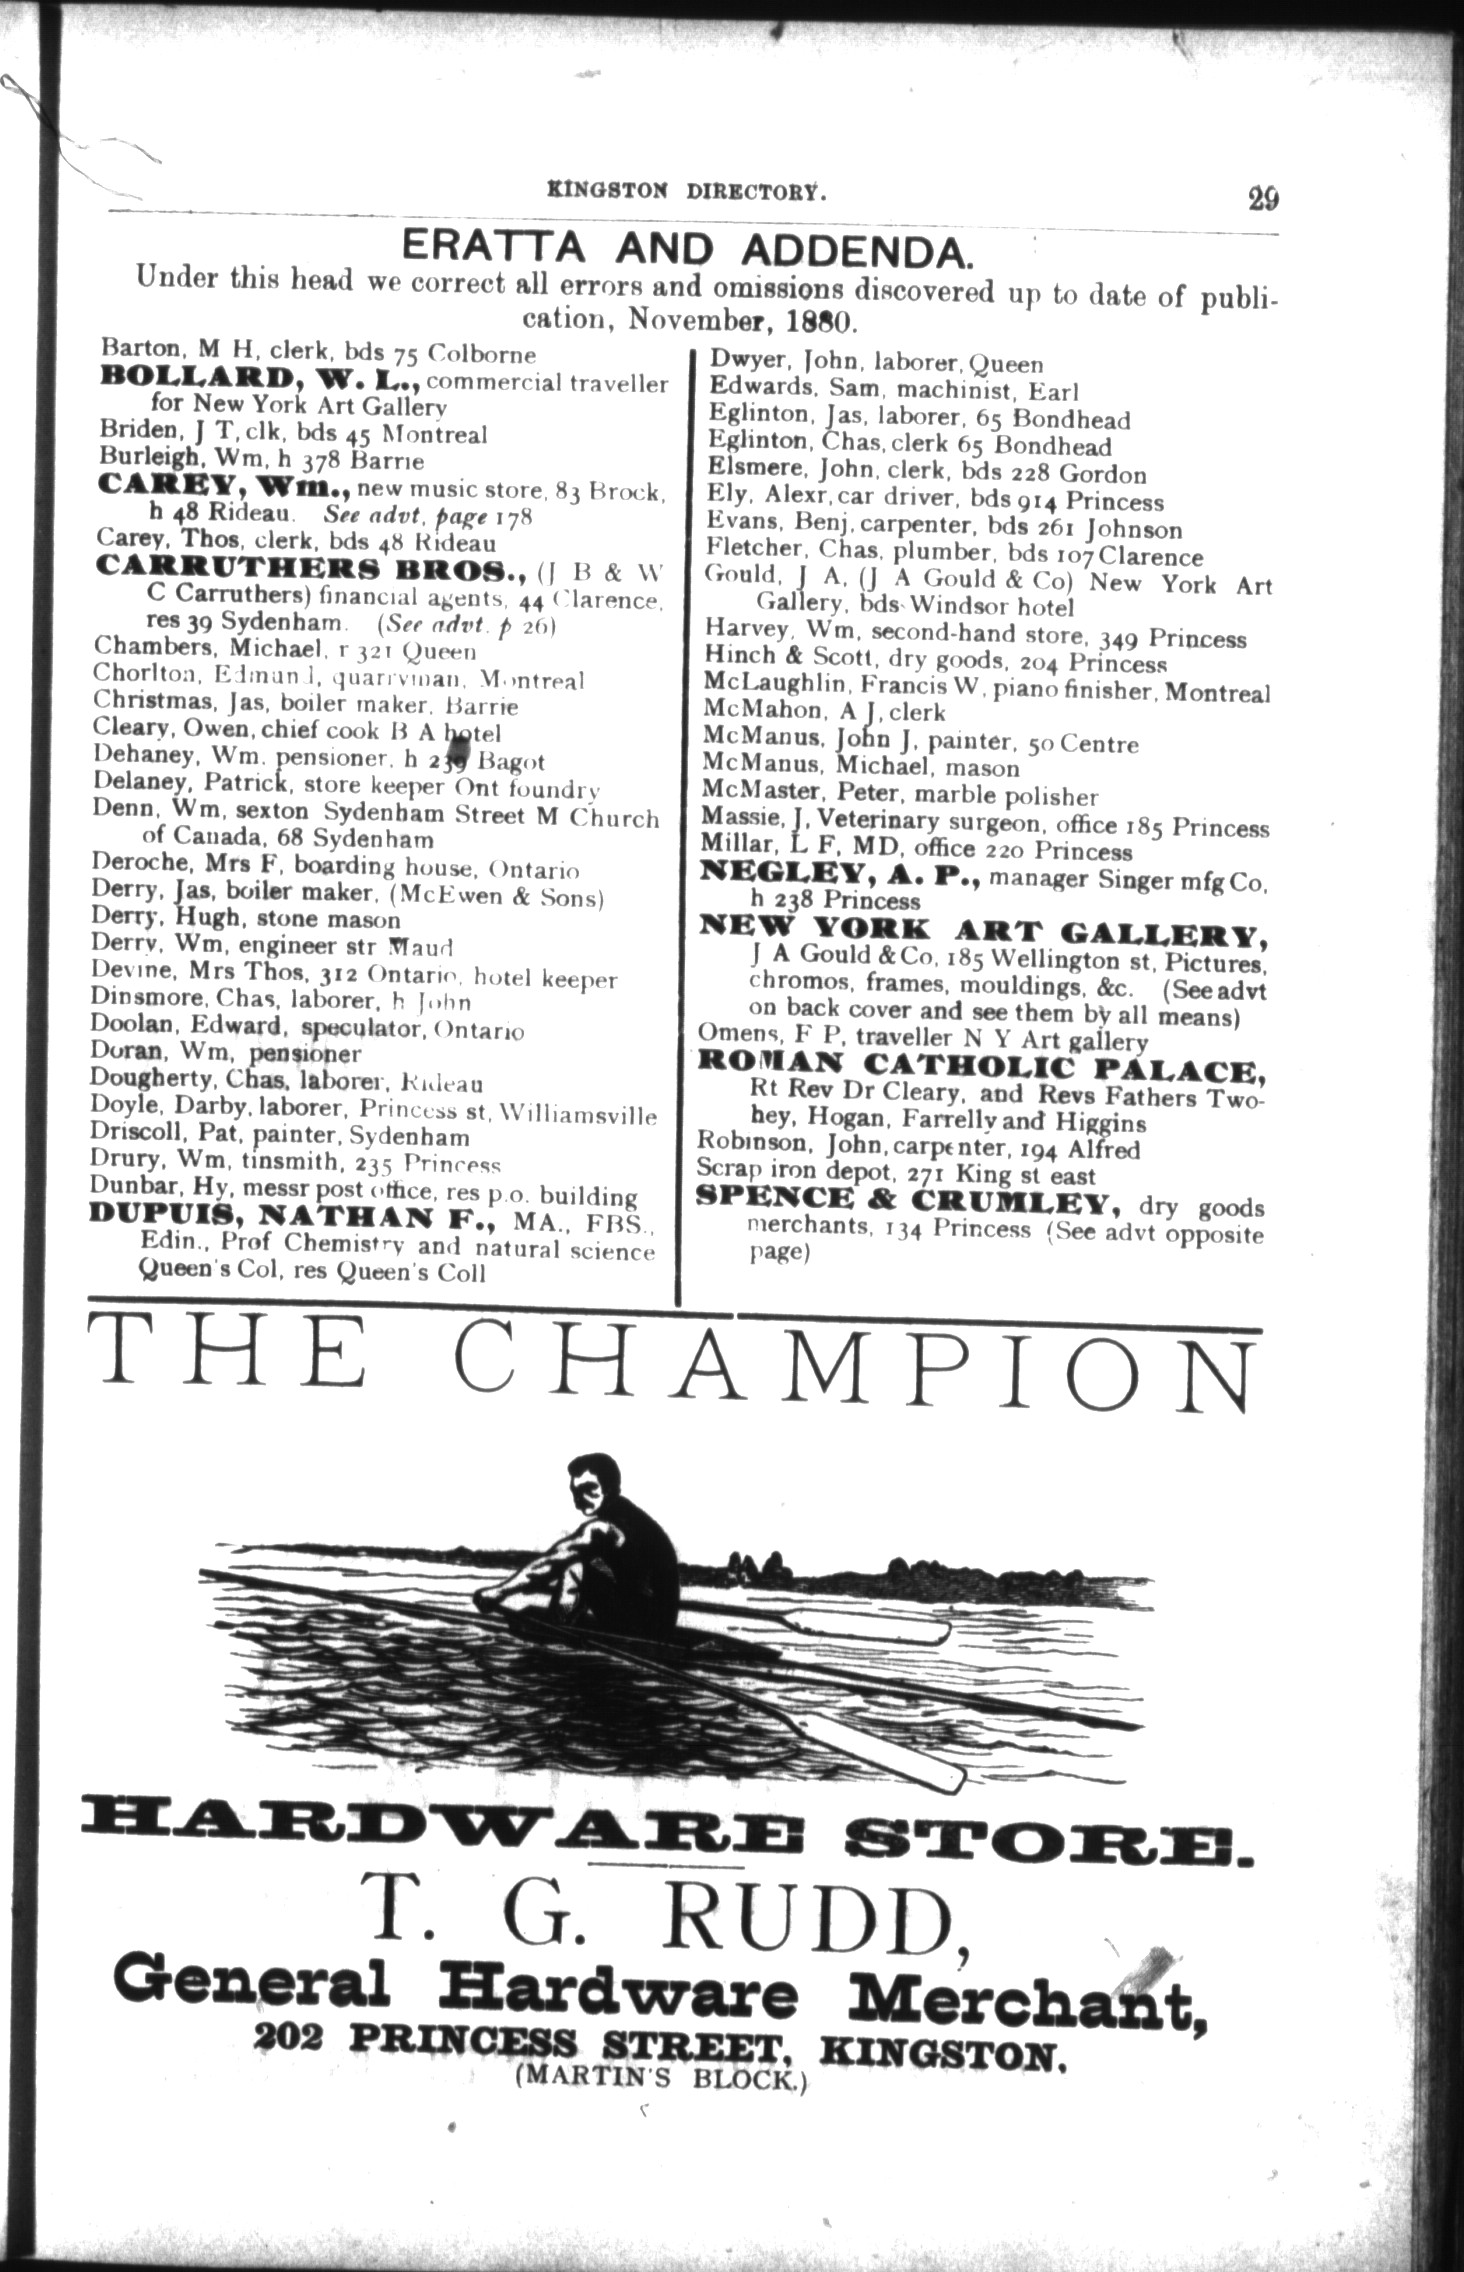 KINGSTON DIRECTORY.
29
ERATTA AND ADDENDA.
Under this head we correct all errors and omissions discovered up to date of publi-
cation, November, 1880.
Barton, M H, clerk, bds 75 Colborne
BOLLARD, W. L., commercial traveller
for New York Art Gallery
Briden, J T, clk, bds 45 Montreal
Burleigh, Wm, h 378 Barrie
CAREY, Wm., new music store, 83 Brock,
h 48 Rideau. See advt, page 178
Carey, Thos, clerk, bds 48 Rideau
CARRUTHERS BROS., (J B & W
C Carruthers) financial agents, 44 Clarence,
res 39 Sydenham. (See advt. p 26)
Chambers, Michael, r 321 Queen
Chorlton, Edmund, quarryman, Montreal
Christmas, Jas, boiler maker, Barrie
Cleary, Owen, chief cook B A hotel
Dehaney, Wm, pensioner, h 239 Bagot
Delaney, Patrick, store keeper Ont foundry
Denn, Wm, sexton Sydenham Street M Church
of Canada, 68 Sydenham
Deroche, Mrs F, boarding house, Ontario
Derry, Jas, boiler maker, (McEwen & Sons)
Derry, Hugh, stone mason
Derry, Wm, engineer str Maud
Devine, Mrs Thos, 312 Ontario, hotel keeper
Dinsmore, Chas, laborer, h John
Doolan, Edward, speculator, Ontario
Doran, Wm, pensioner
Dougherty, Chas, laborer, Rideau
Doyle, Darby, laborer, Princess st, Williamsville
Driscoll, Pat, painter, Sydenham
Drury, Wm, tinsmith, 235 Princess
Dunbar, Hy, messr post office, res p.o. building
DUPUIS, NATHAN F., MA., FBS.,
Edin., Prof Chemistry and natural science
Queen's Col, res Queen's Coll
Dwyer, John, laborer, Queen
Edwards, Sam, machinist, Earl
Eglinton, Jas, laborer, 65 Bondhead
Eglinton, Chas, clerk 65 Bondhead
Elsmere, John, clerk, bds 228 Gordon
Ely, Alexr, car driver, bds 914 Princess
Evans, Benj, carpenter, bds 261 Johnson
Fletcher, Chas, plumber, bds 107 Clarence
Gould, J A, (J A Gould & Co) New York Art
Gallery, bds Windsor hotel
Harvey, Wm, second-hand store, 349 Princess
Hinch & Scott, dry goods, 204 Princess
McLaughlin, Francis W, piano finisher, Montreal
McMahon, A J, clerk
McManus, John J, painter, 50 Centre
McManus, Michael, mason
McMaster, Peter, marble polisher
Massie, J, Veterinary surgeon, office 185 Princess
Millar, L F, MD, office 220 Princess
NEGLEY, A. P., manager Singer mfg Co,
h 238 Princess
NEW YORK ART GALLERY,
J A Gould & Co, 185 Wellington st, Pictures,
chromos, frames, mouldings, &c. (See advt
on back cover and see them by all means)
Omens, F P, traveller N Y Art gallery
ROMAN CATHOLIC PALACE,
Rt Rev Dr Cleary, and Revs Fathers Two-
hey, Hogan, Farrelly and Higgins
Robinson, John, carpenter, 194 Alfred
Scrap iron depot, 271 King st east
SPENCE & CRUMLEY, dry goods
merchants, 134 Princess (See advt opposite
page)
THE CHAMPION
HARDWARE STORE.
T. G. RUDD,
General Hardware Merchant,
202 PRINCESS STREET, KINGSTON.
(MARTIN'S BLOCK.)